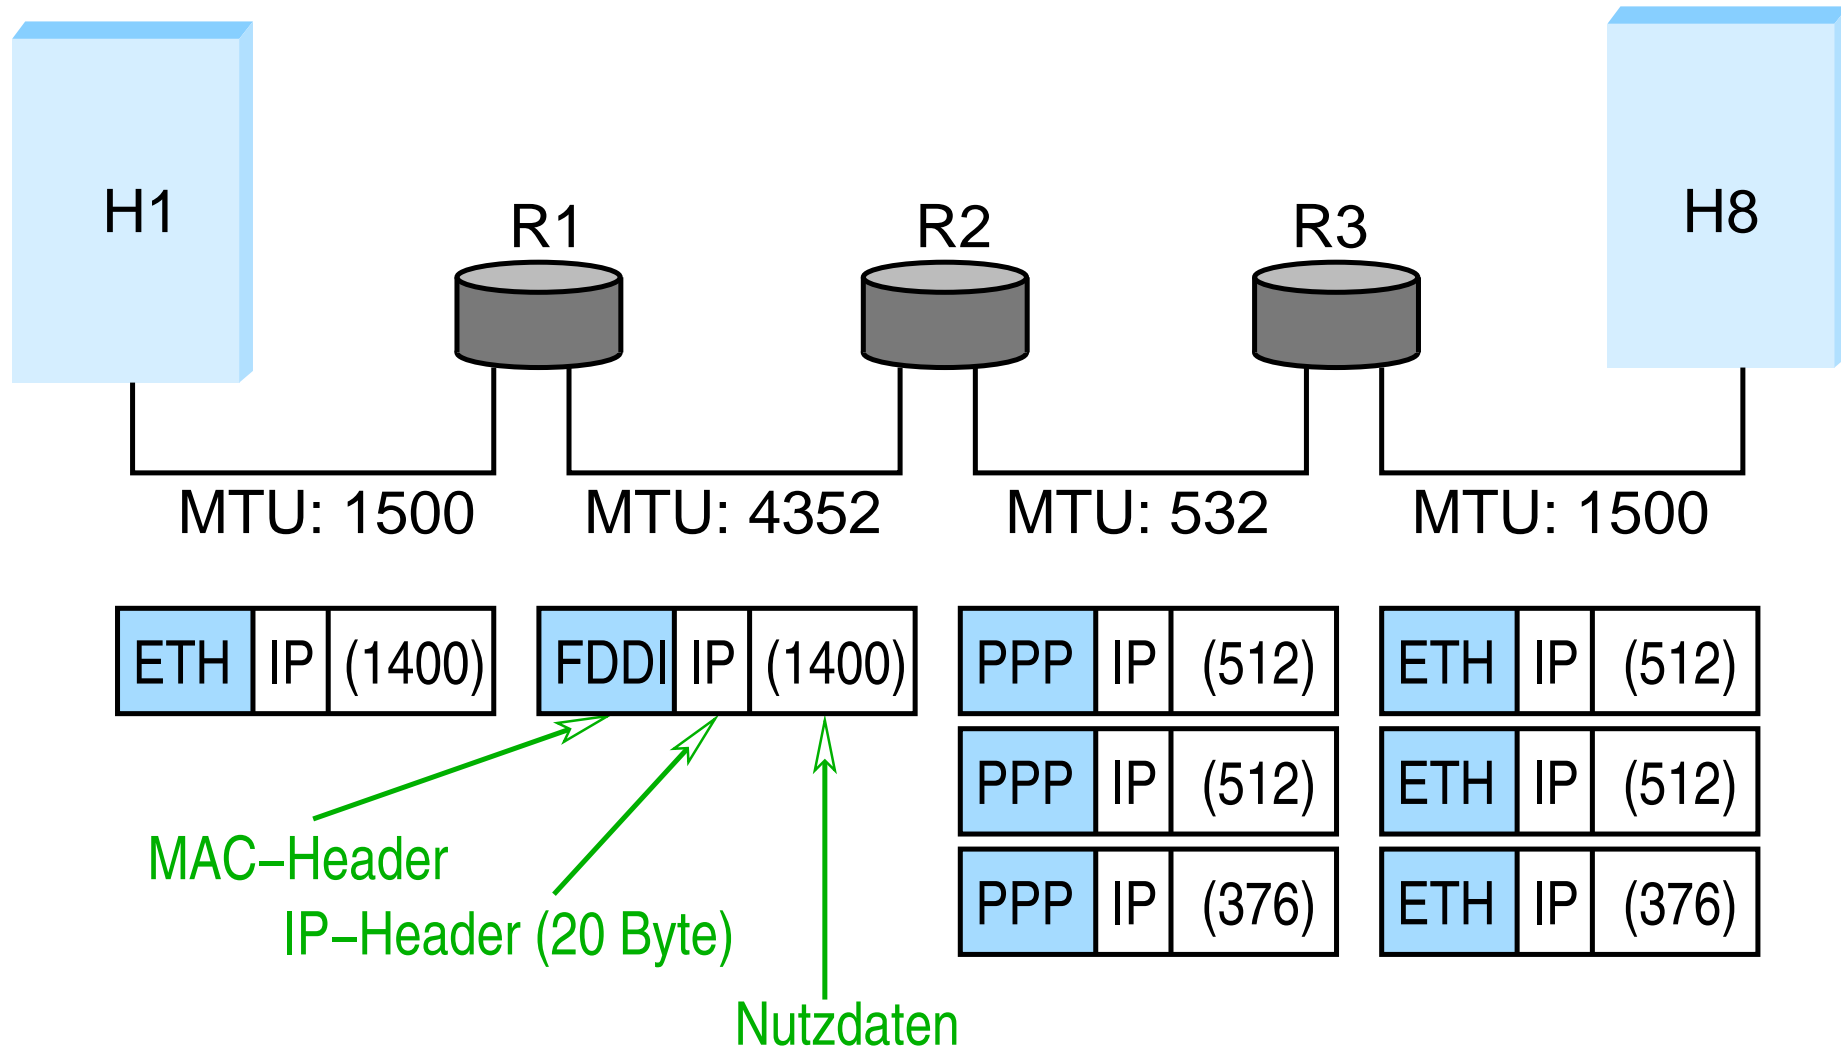 H1
R1
R2
R3
H8
MTU: 1500
MTU: 4352
MTU: 532
MTU: 1500
ETH IP (1400)
FDDI IP (1400)
PPP IP (512)
ETH IP (512)
PPP IP (512)
ETH IP (512)
PPP IP (376)
ETH IP (376)
MAC−Header
IP−Header (20 Byte)
Nutzdaten